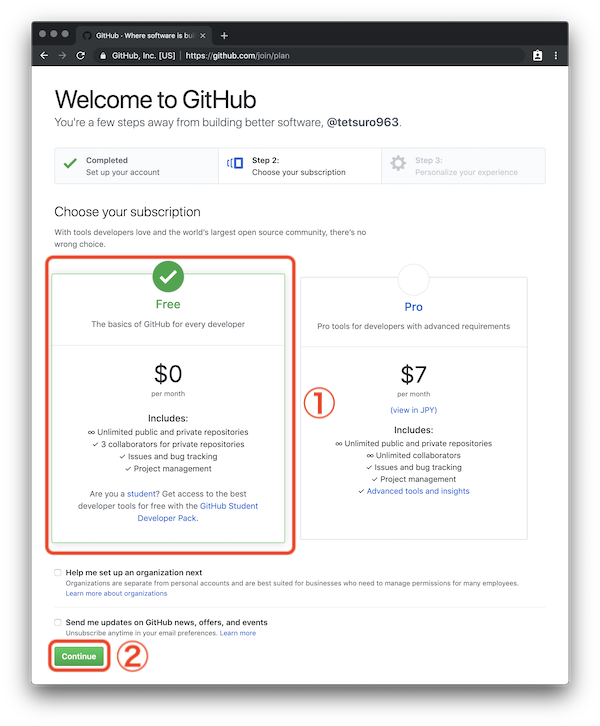 GitHub · Where software is bui
GitHub, Inc. [US] | https://github.com/join/plan
Welcome to GitHub
You're a few steps away from building better software, @tetsuro963.
Completed
Set up your account
Step 2:
Choose your subscription
Step 3:
Personalize your experience
Choose your subscription
With tools developers love and the world's largest open source community, there's no
wrong choice.
Free
The basics of GitHub for every developer
$0
per month
Includes:
∞ Unlimited public and private repositories
✓ 3 collaborators for private repositories
✓ Issues and bug tracking
✓ Project management
Are you a student? Get access to the best
developer tools for free with the GitHub Student
Developer Pack.
①
Pro
Pro tools for developers with advanced requirements
$7
per month
(view in JPY)
Includes:
∞ Unlimited public and private repositories
∞ Unlimited collaborators
✓ Issues and bug tracking
✓ Project management
✓ Advanced tools and insights
Help me set up an organization next
Organizations are separate from personal accounts and are best suited for businesses who need to manage permissions for many employees.
Learn more about organizations
Send me updates on GitHub news, offers, and events
Unsubscribe anytime in your email preferences. Learn more
Continue
②